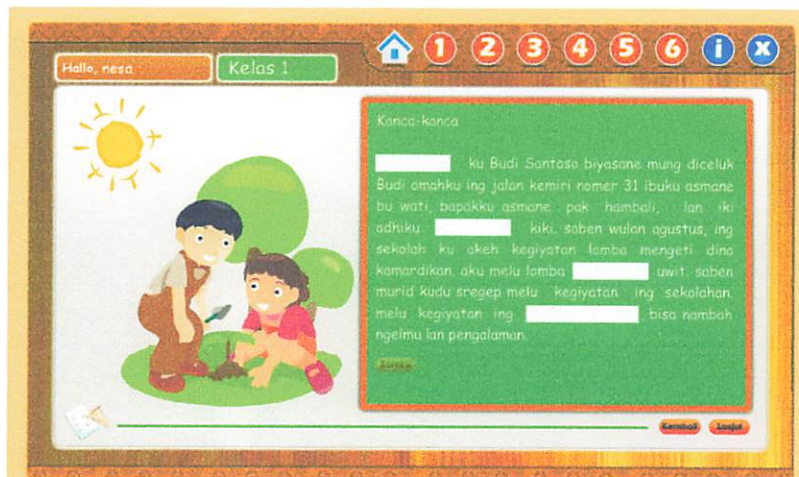 1 2 3 4 5 6 i X
Hallo, nesa
Kelas 1
Kanca-kanca
ku Budi Santoso biyasane mung diceluk
Budi omahku ing jalan kemiri nomer 31 ibuku asmane
bu wati, bapakku asmane pak hambali, lan iki
adhiku kiki. saben wulan agustus, ing
sekolah ku akeh kegiyatan lomba mengeti dina
kamardikan. aku melu lomba uwit. saben
murid kudu sregep melu kegiyatan ing sekolahan.
melu kegiyatan ing bisa nambah
ngelmu lan pengalaman.
Kembali Lanjut